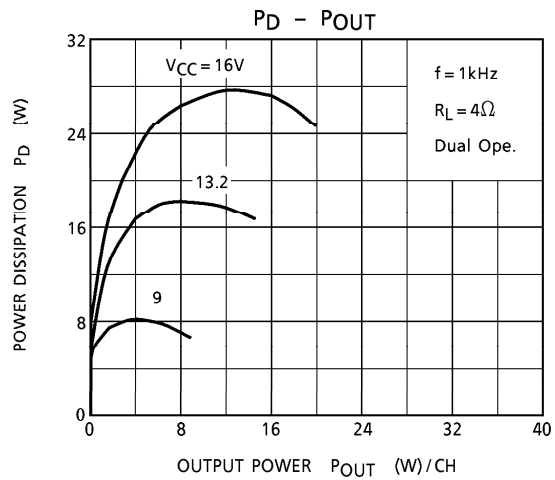 PD – POUT
32
24
16
8
0
POWER DISSIPATION PD (W)
VCC = 16V
13.2
9
f = 1kHz
RL = 4Ω
Dual Ope.
0 8 16 24 32 40
OUTPUT POWER POUT (W) / CH